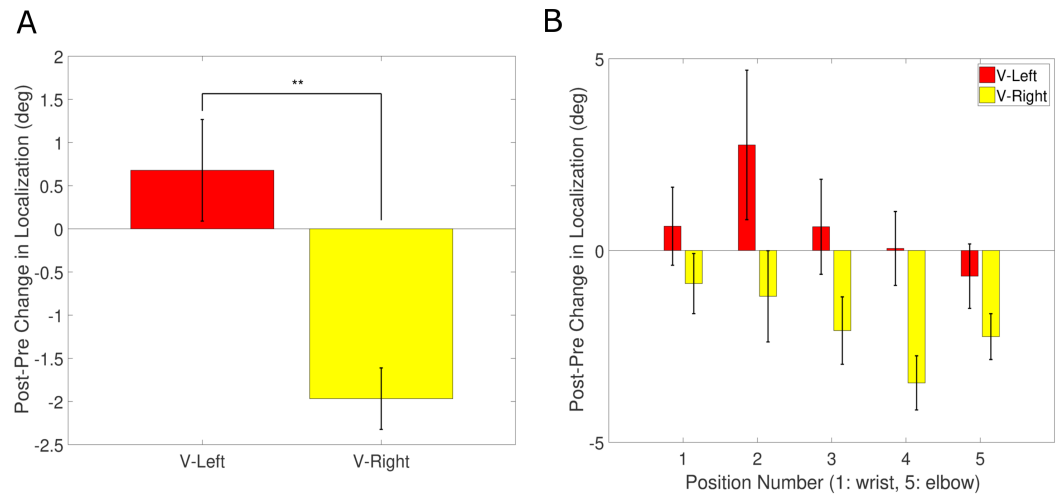 A
Post-Pre Change in Localization (deg)
2
1.5
1
0.5
0
-0.5
-1
-1.5
-2
-2.5
**
V-Left
V-Right
B
Post-Pre Change in Localization (deg)
5
0
-5
V-Left
V-Right
1
2
3
4
5
Position Number (1: wrist, 5: elbow)